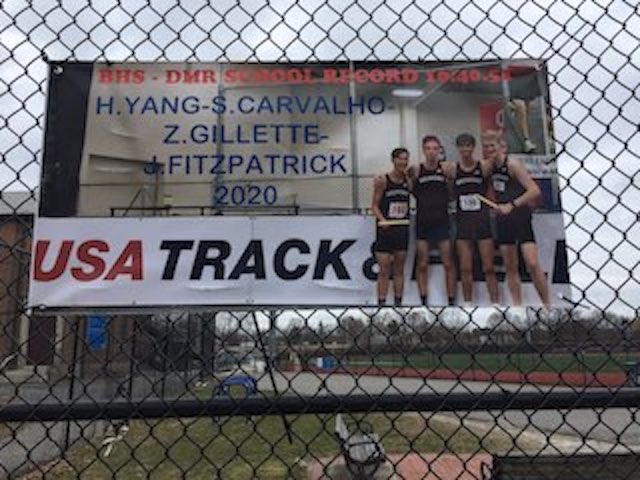 BHS - DMR SCHOOL RECORD 10:40.54
H.YANG-S.CARVALHO-
Z.GILLETTE-
J.FITZPATRICK
2020
USA TRACK &